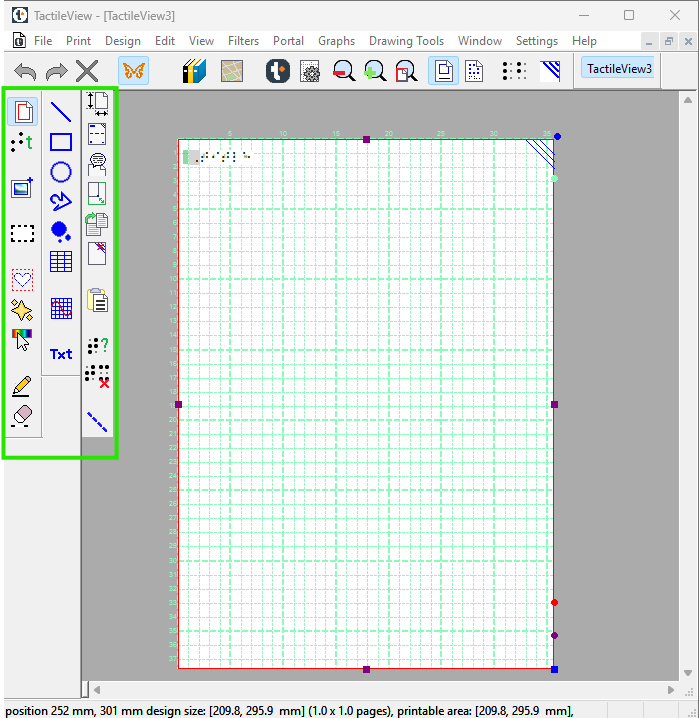 TactileView - [TactileView3]
File Print Design Edit View Filters Portal Graphs Drawing Tools Window Settings Help
TactileView3
t
5 10 15 20 25 30 35
Txt
?
position 252 mm, 301 mm design size: [209.8, 295.9 mm] (1.0 x 1.0 pages), printable area: [209.8, 295.9 mm],